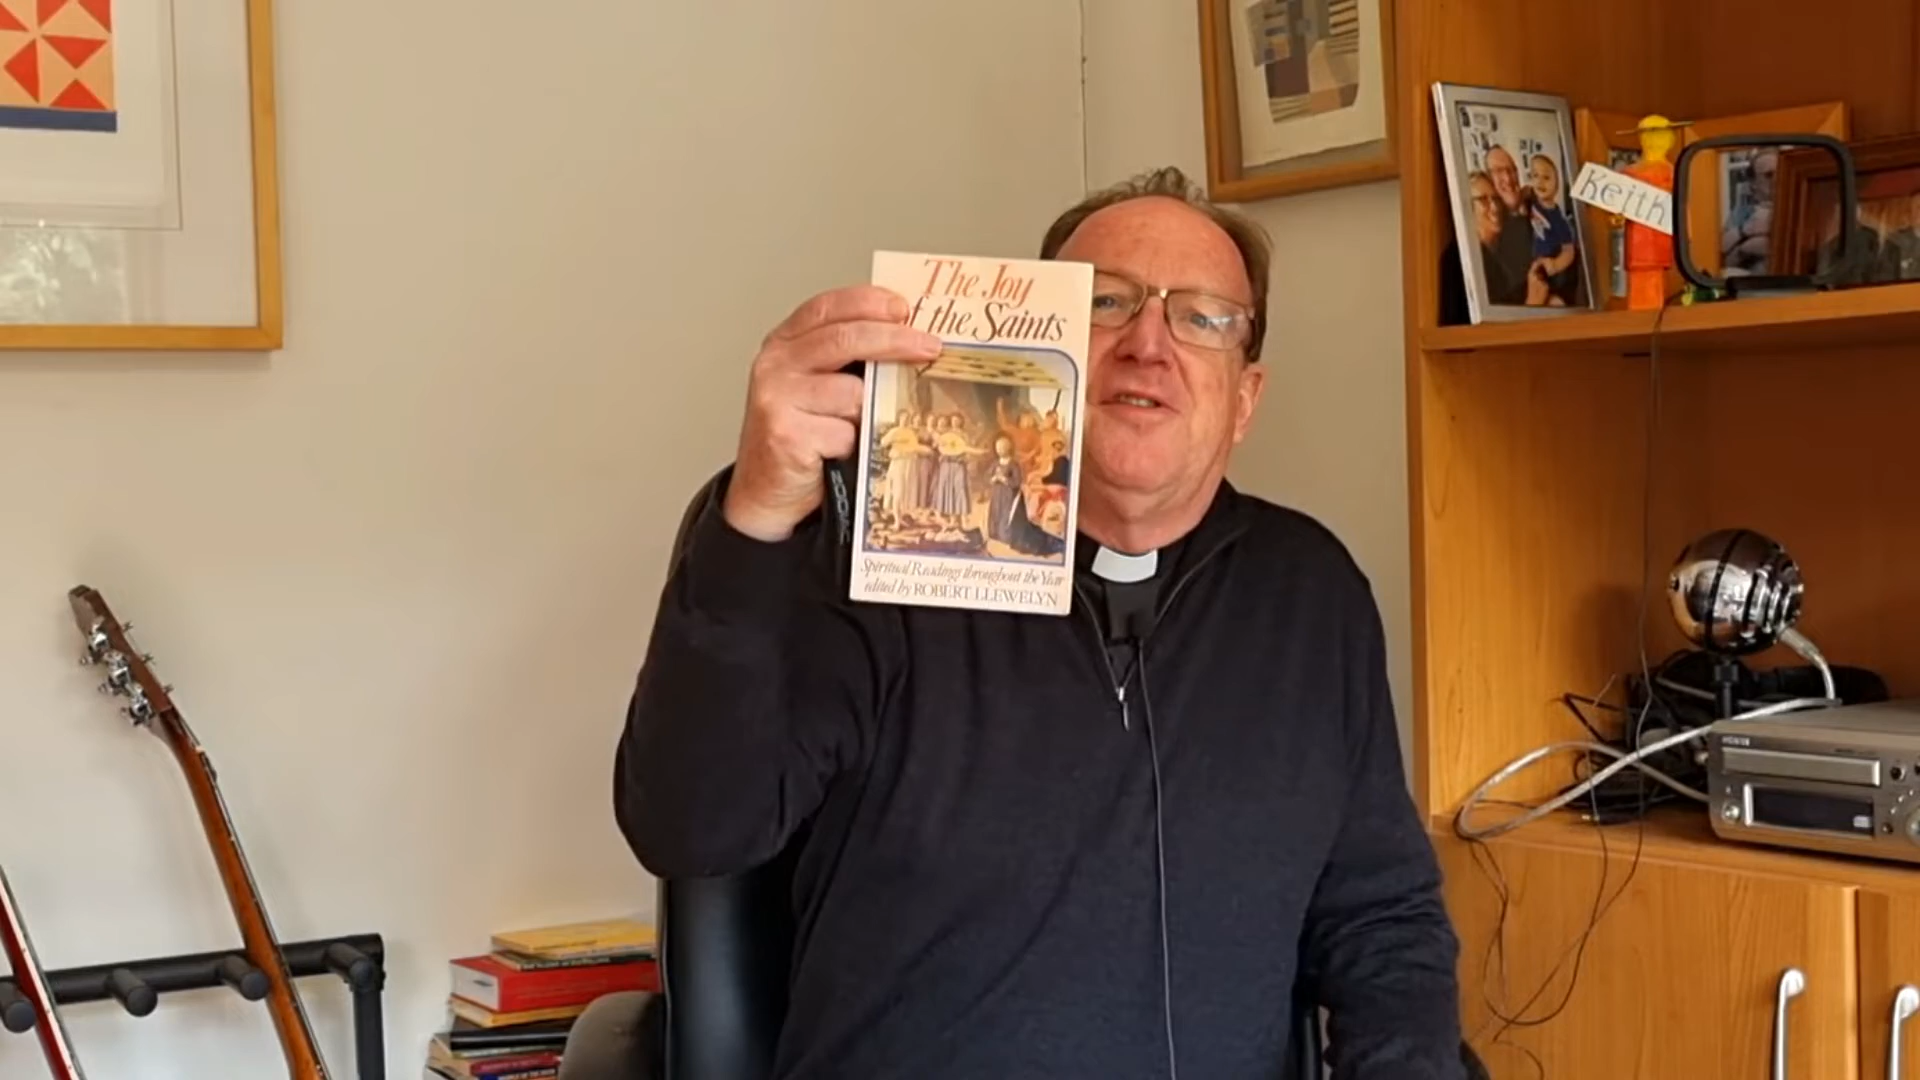 The Joy
of the Saints
Spiritual Readings throughout the Year
edited by ROBERT LLEWELYN
Keith